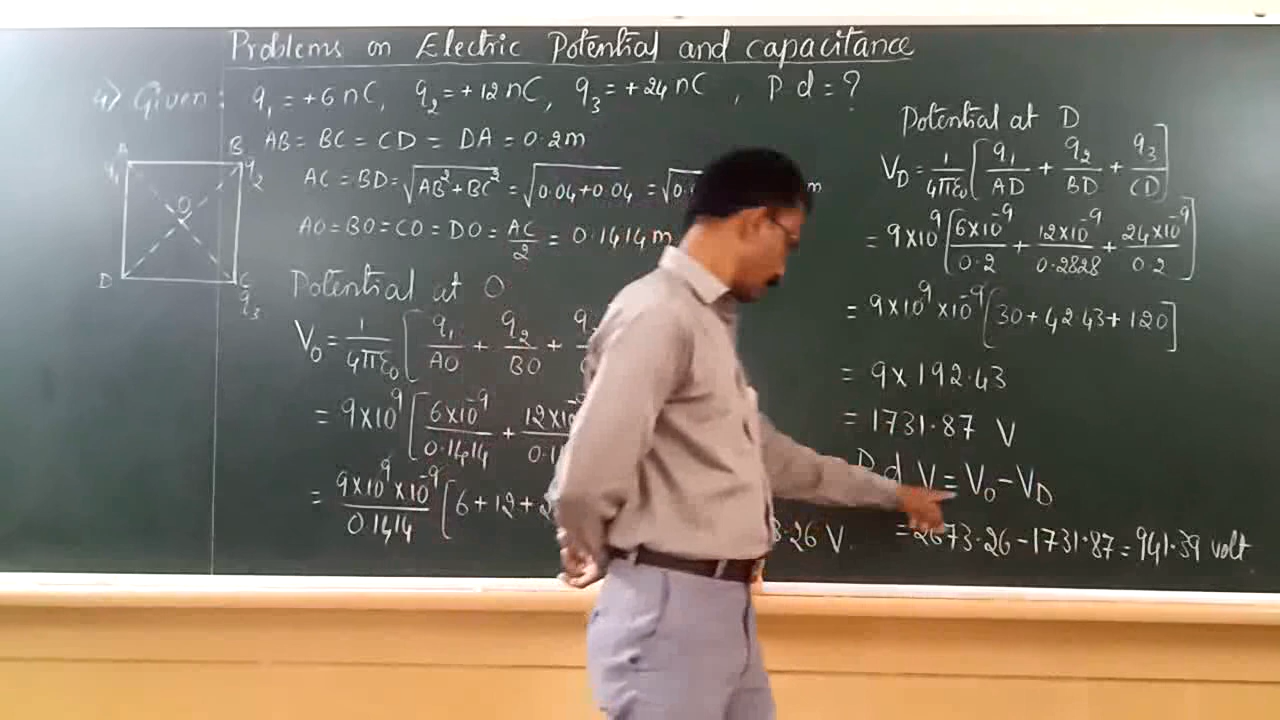 Problems on Electric Potential and capacitance
4) Given: q₁ = +6 nC, q₂ = +12 nC, q₃ = +24 nC, P d = ?
AB = BC = CD = DA = 0.2m
A B
q₁ q₂
O
D C
q₃
AC = BD = √(AB² + BC²) = √(0.04+0.04) = √0. m
AO = BO = CO = DO = AC/2 = 0.1414 m
Potential at O
V₀ = 1/4πε₀ [ q₁/AO + q₂/BO +
= 9×10⁹ [ 6×10⁻⁹/0.1414 + 12×10
= 9×10⁹×10⁻⁹/0.1414 [ 6 + 12 + 3.26 V.
Potential at D
V_D = 1/4πε₀ [ q₁/AD + q₂/BD + q₃/CD ]
= 9×10⁹ [ 6×10⁻⁹/0.2 + 12×10⁻⁹/0.2828 + 24×10⁻⁹/0.2 ]
= 9×10⁹×10⁻⁹ [ 30 + 42.43 + 120 ]
= 9×192.43
= 1731.87 V
P d V = V₀ - V_D
= 2673.26 - 1731.87 = 941.39 volt